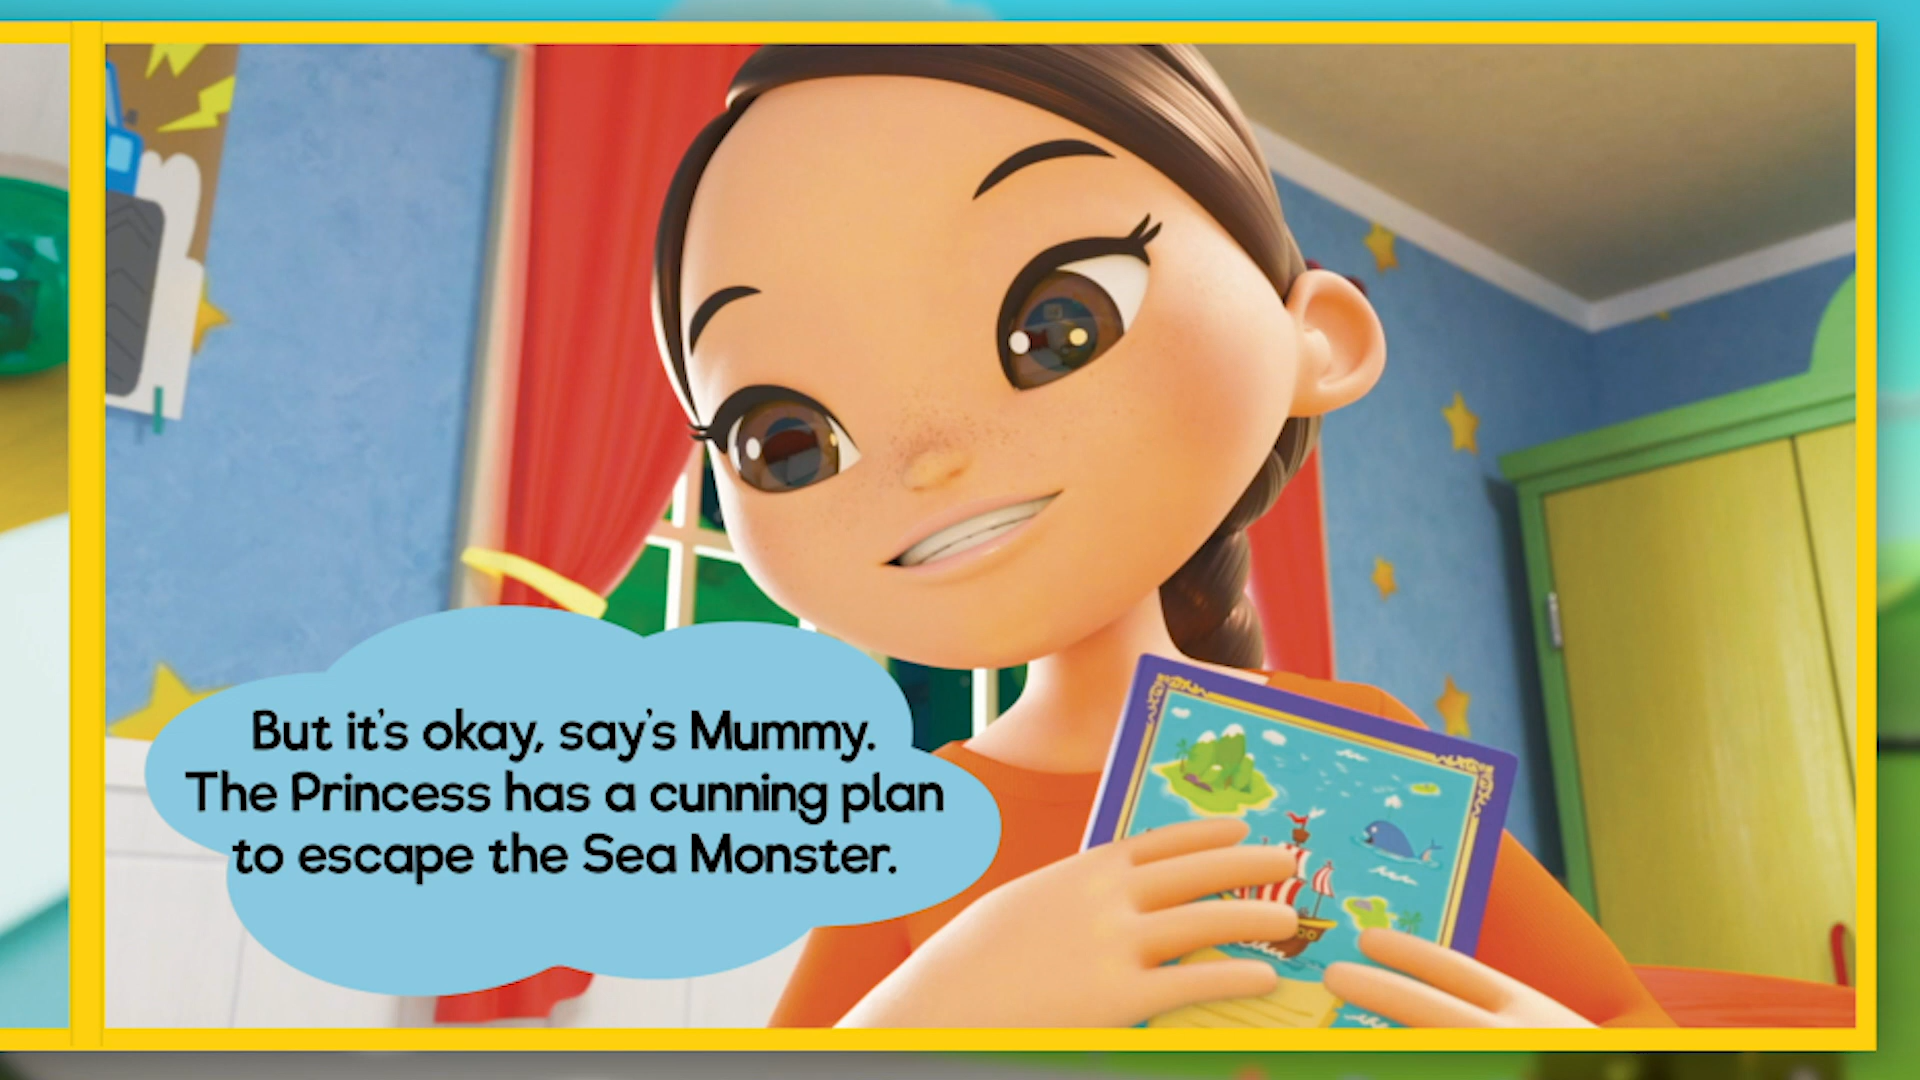 But it's okay, say's Mummy.
The Princess has a cunning plan
to escape the Sea Monster.